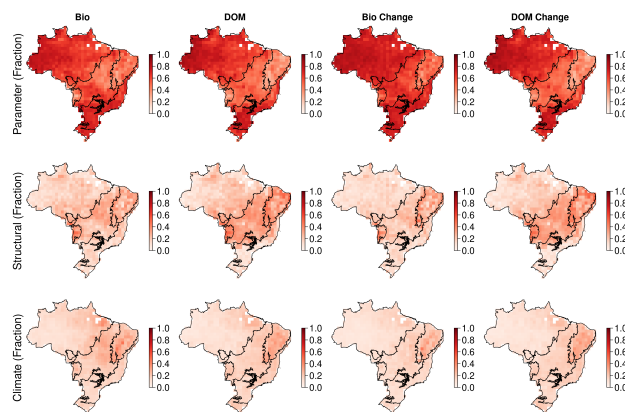 Bio DOM Bio Change DOM Change
Parameter (Fraction)
1.0 1.0 1.0 1.0
0.8 0.8 0.8 0.8
0.6 0.6 0.6 0.6
0.4 0.4 0.4 0.4
0.2 0.2 0.2 0.2
0.0 0.0 0.0 0.0
Structural (Fraction)
1.0 1.0 1.0 1.0
0.8 0.8 0.8 0.8
0.6 0.6 0.6 0.6
0.4 0.4 0.4 0.4
0.2 0.2 0.2 0.2
0.0 0.0 0.0 0.0
Climate (Fraction)
1.0 1.0 1.0 1.0
0.8 0.8 0.8 0.8
0.6 0.6 0.6 0.6
0.4 0.4 0.4 0.4
0.2 0.2 0.2 0.2
0.0 0.0 0.0 0.0